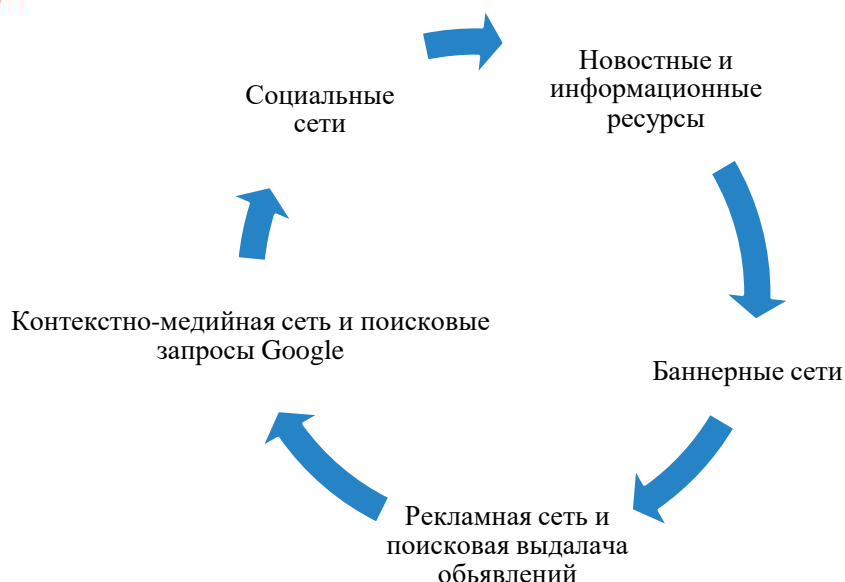 Новостные и
информационные
ресурсы
Социальные
сети
Контекстно-медийная сеть и поисковые
запросы Google
Баннерные сети
Рекламная сеть и
поисковая выдалача
обьявлений